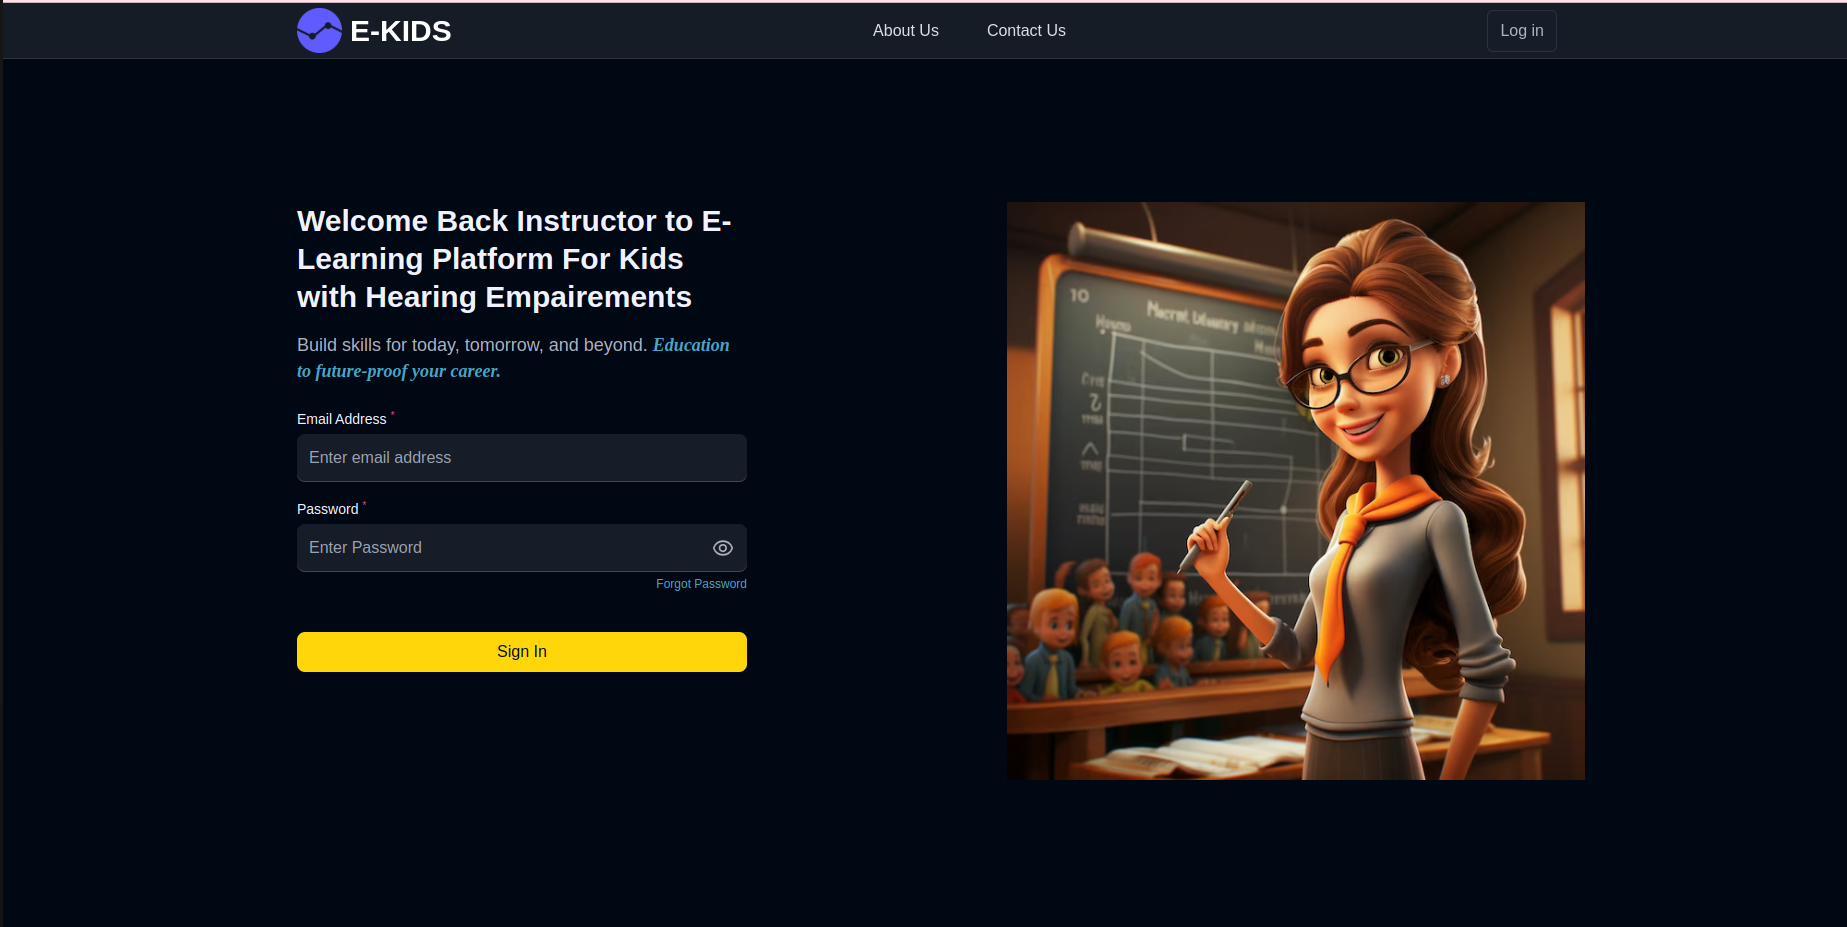 E-KIDS
About Us
Contact Us
Log in
Welcome Back Instructor to E-
Learning Platform For Kids
with Hearing Empairements
Build skills for today, tomorrow, and beyond. Education
to future-proof your career.
Email Address *
Enter email address
Password *
Enter Password
Forgot Password
Sign In
10